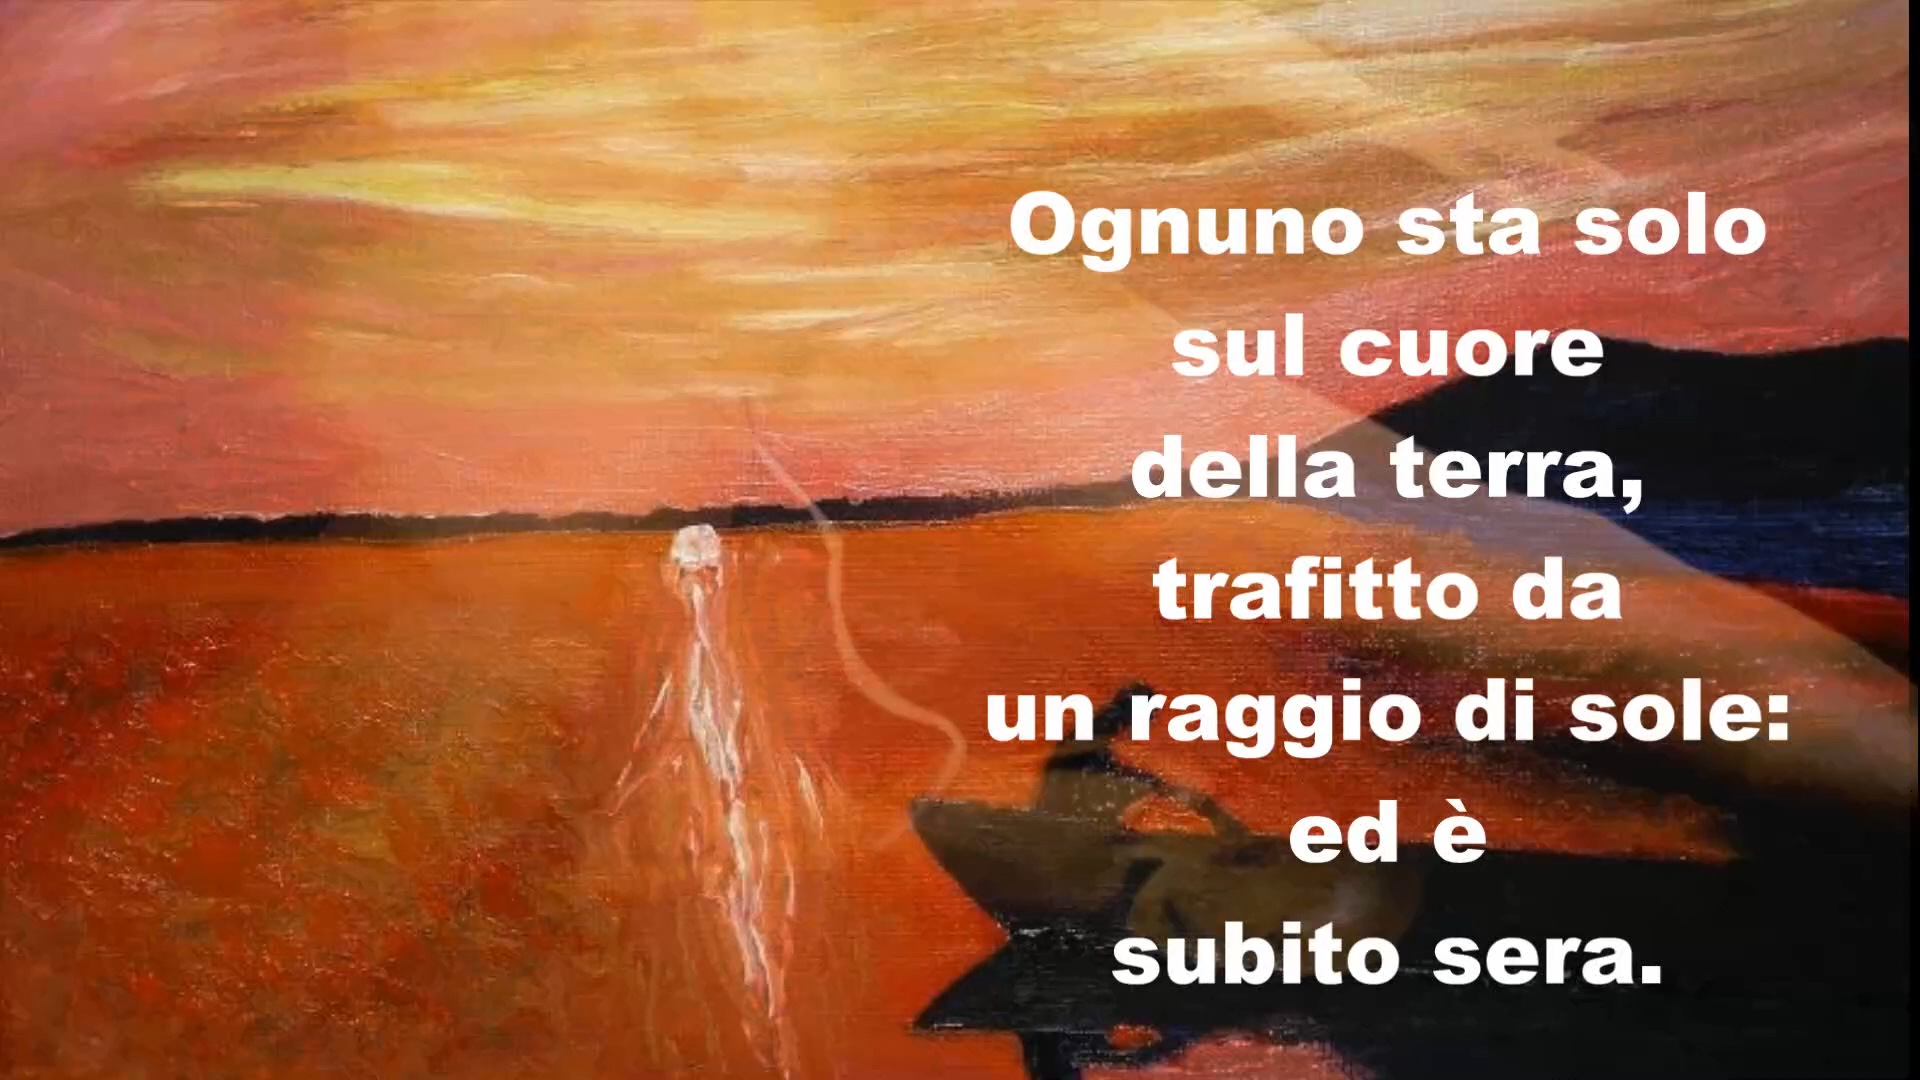 Ognuno sta solo
sul cuore
della terra,
trafitto da
un raggio di sole:
ed è
subito sera.